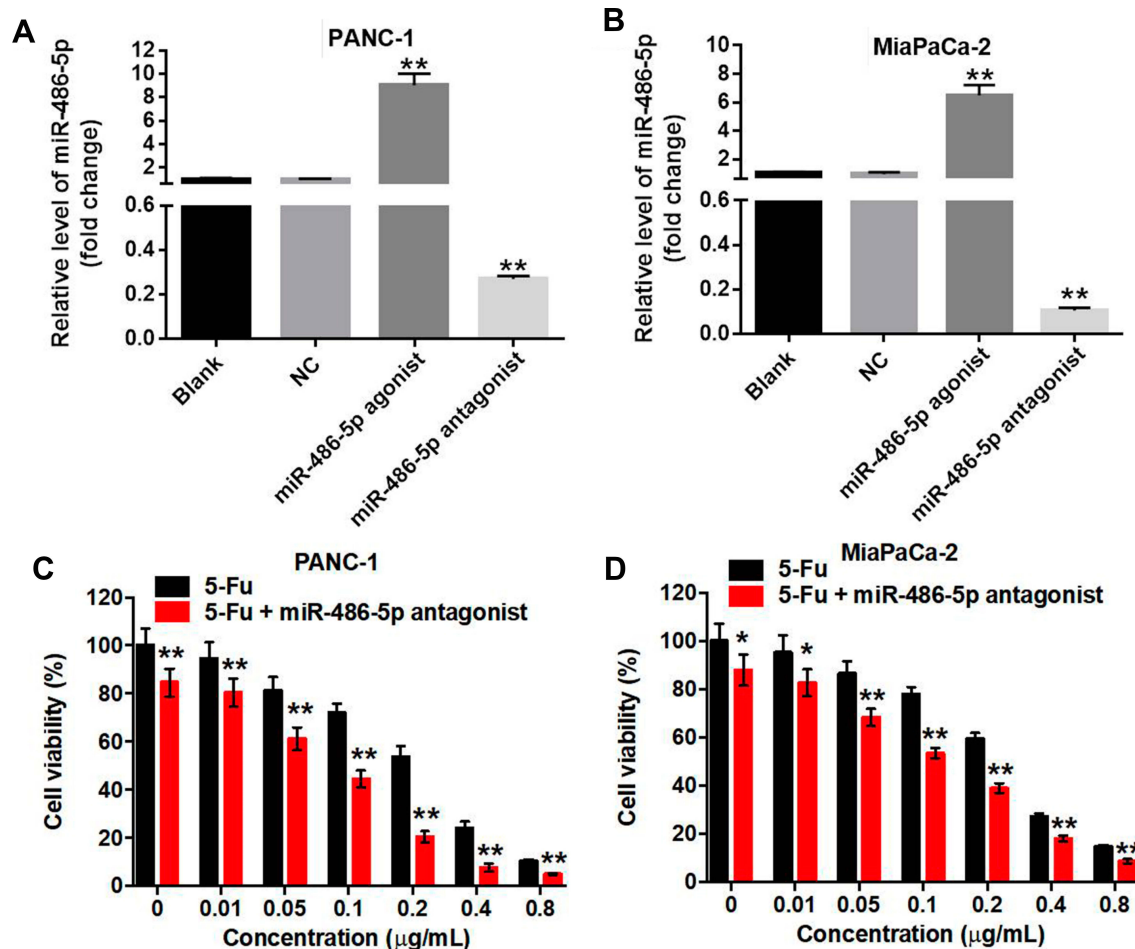 A
PANC-1
Relative level of miR-486-5p
(fold change)
12
10
8
6
4
2
0.6
0.4
0.2
0.0
**
**
Blank
NC
miR-486-5p agonist
miR-486-5p antagonist
B
MiaPaCa-2
Relative level of miR-486-5p
(fold change)
10
8
6
4
2
0.6
0.4
0.2
0.0
**
**
Blank
NC
miR-486-5p agonist
miR-486-5p antagonist
C
PANC-1
5-Fu
5-Fu + miR-486-5p antagonist
Cell viability (%)
120
100
80
60
40
20
0
** ** ** ** ** ** **
0 0.01 0.05 0.1 0.2 0.4 0.8
Concentration (μg/mL)
D
MiaPaCa-2
5-Fu
5-Fu + miR-486-5p antagonist
Cell viability (%)
120
100
80
60
40
20
0
* * ** ** ** ** **
0 0.01 0.05 0.1 0.2 0.4 0.8
Concentration (μg/mL)